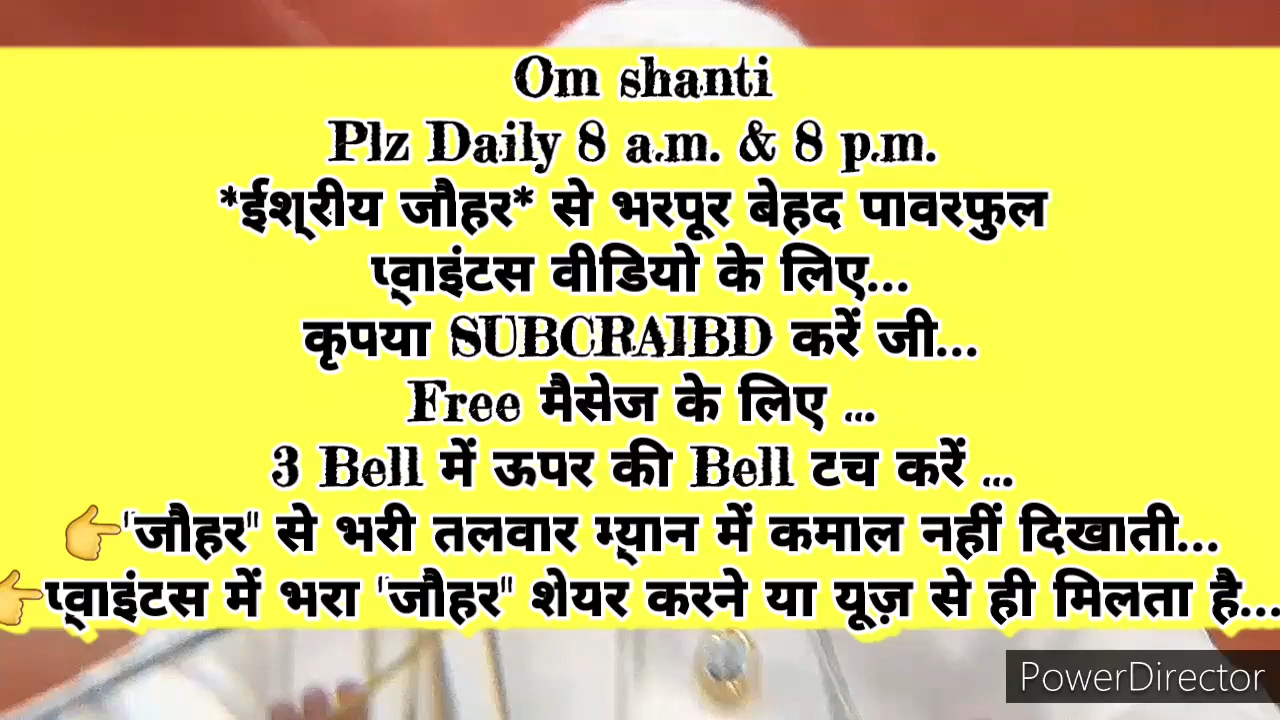 Om shanti
Plz Daily 8 a.m. & 8 p.m.
*ईश्रीय जौहर* से भरपूर बेहद पावरफुल
प्वाइंटस वीडियो के लिए...
कृपया SUBCRAIBD करें जी...
Free मैसेज के लिए ...
3 Bell में ऊपर की Bell टच करें ...
👉"जौहर" से भरी तलवार म्यान में कमाल नहीं दिखाती...
👉प्वाइंटस में भरा "जौहर" शेयर करने या यूज़ से ही मिलता है...
PowerDirector